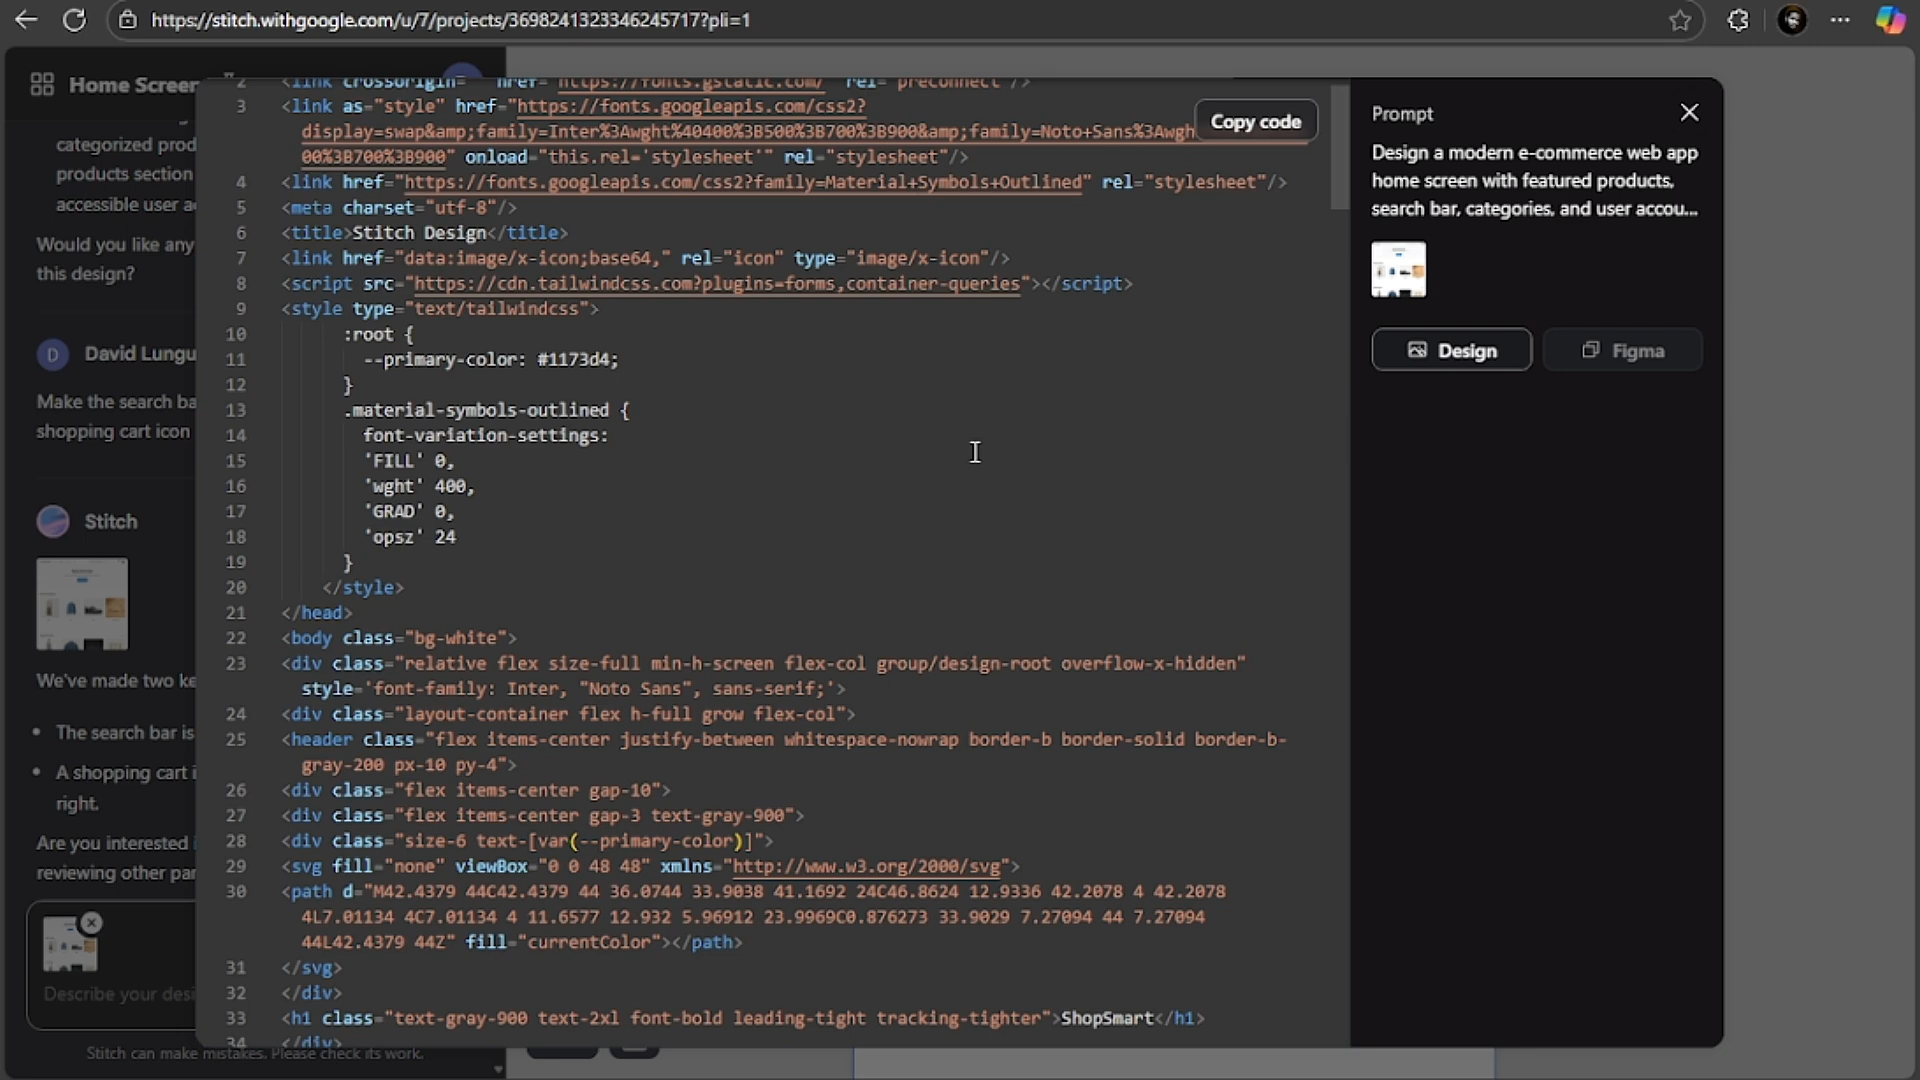 https://stitch.withgoogle.com/u/7/projects/3698241323346245717?pli=1
Home Screen
categorized prod
products section
accessible user a
Would you like any
this design?
D David Lungu
Make the search ba
shopping cart icon
Stitch
We've made two ke
• The search bar is
• A shopping cart i
right.
Are you interested i
reviewing other par
Describe your desi
Stitch can make mistakes. Please check its work.
2 <link crossorigin="" href="https://fonts.gstatic.com/" rel="preconnect"/>
3 <link as="style" href="https://fonts.googleapis.com/css2?
display=swap&amp;family=Inter%3Awght%40400%3B500%3B700%3B900&amp;family=Noto+Sans%3Awgh
00%3B700%3B900" onload="this.rel='stylesheet'" rel="stylesheet"/>
4 <link href="https://fonts.googleapis.com/css2?family=Material+Symbols+Outlined" rel="stylesheet"/>
5 <meta charset="utf-8"/>
6 <title>Stitch Design</title>
7 <link href="data:image/x-icon;base64," rel="icon" type="image/x-icon"/>
8 <script src="https://cdn.tailwindcss.com?plugins=forms,container-queries"></script>
9 <style type="text/tailwindcss">
10 :root {
11 --primary-color: #1173d4;
12 }
13 .material-symbols-outlined {
14 font-variation-settings:
15 'FILL' 0,
16 'wght' 400,
17 'GRAD' 0,
18 'opsz' 24
19 }
20 </style>
21 </head>
22 <body class="bg-white">
23 <div class="relative flex size-full min-h-screen flex-col group/design-root overflow-x-hidden"
style='font-family: Inter, "Noto Sans", sans-serif;'>
24 <div class="layout-container flex h-full grow flex-col">
25 <header class="flex items-center justify-between whitespace-nowrap border-b border-solid border-b-
gray-200 px-10 py-4">
26 <div class="flex items-center gap-10">
27 <div class="flex items-center gap-3 text-gray-900">
28 <div class="size-6 text-[var(--primary-color)]">
29 <svg fill="none" viewBox="0 0 48 48" xmlns="http://www.w3.org/2000/svg">
30 <path d="M42.4379 44C42.4379 44 36.0744 33.9038 41.1692 24C46.8624 12.9336 42.2078 4 42.2078
4L7.01134 4C7.01134 4 11.6577 12.932 5.96912 23.9969C0.876273 33.9029 7.27094 44 7.27094
44L42.4379 44Z" fill="currentColor"></path>
31 </svg>
32 </div>
33 <h1 class="text-gray-900 text-2xl font-bold leading-tight tracking-tighter">ShopSmart</h1>
34 </div>
Copy code
Prompt
Design a modern e-commerce web app
home screen with featured products,
search bar, categories, and user accou...
Design
Figma